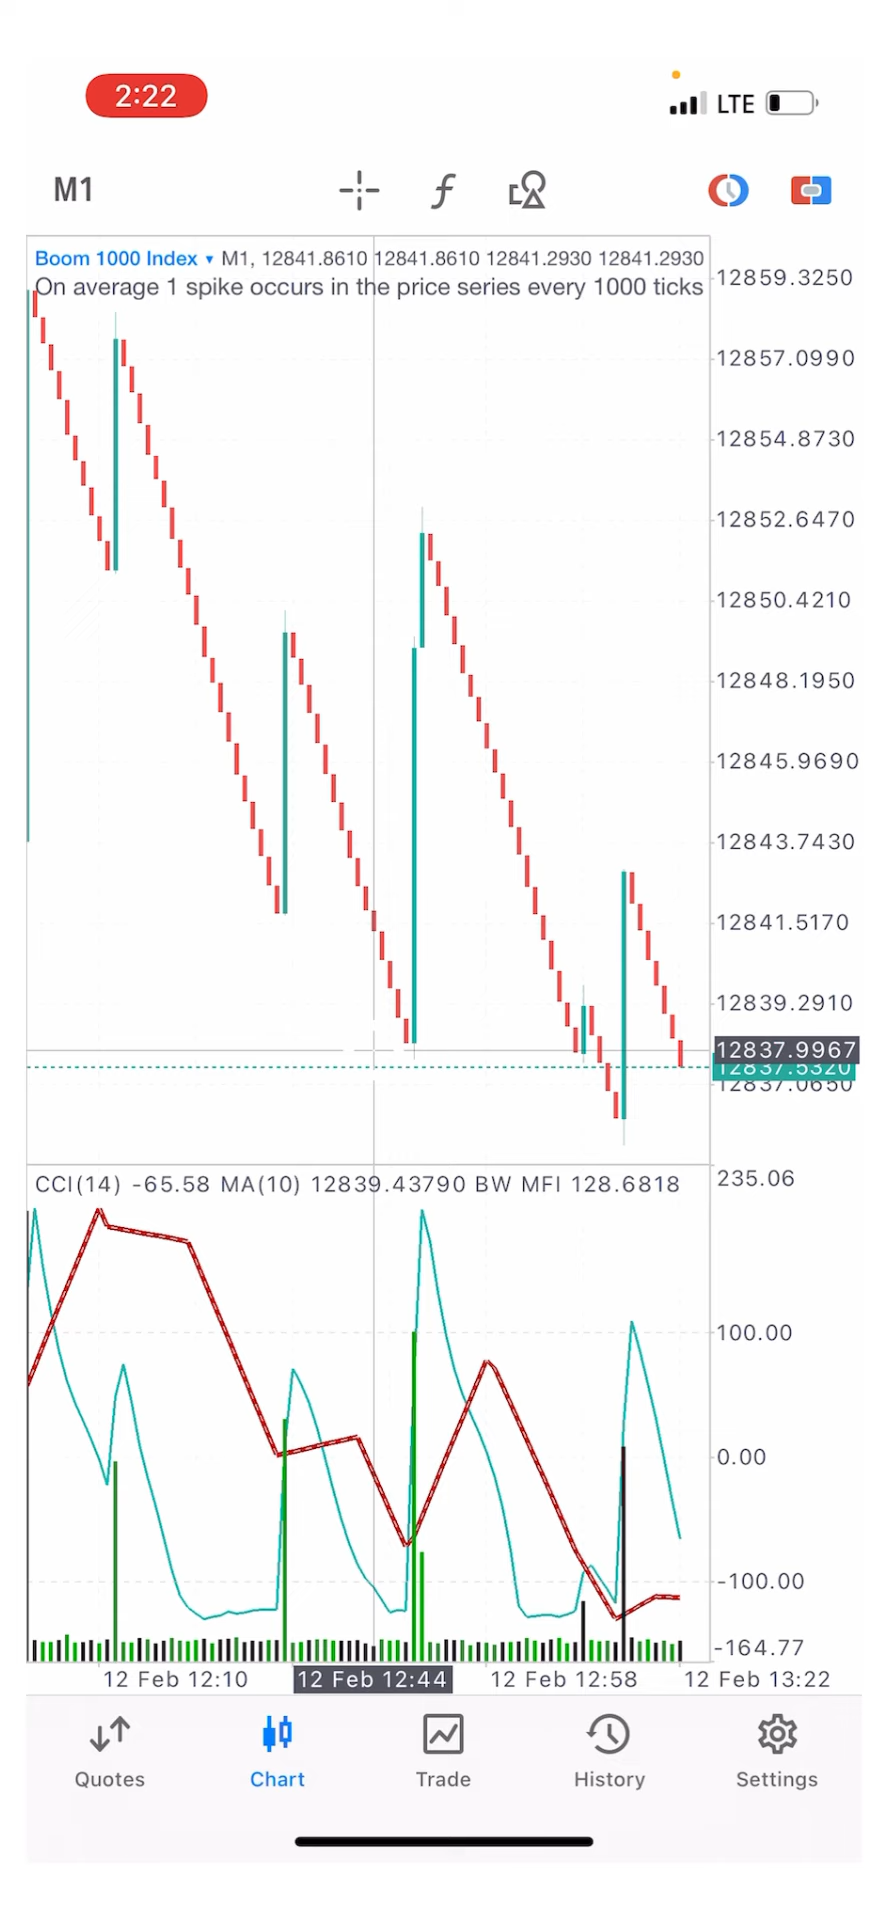 2:22
LTE
M1
Boom 1000 Index ▾ M1, 12841.8610 12841.8610 12841.2930 12841.2930
On average 1 spike occurs in the price series every 1000 ticks
12859.3250
12857.0990
12854.8730
12852.6470
12850.4210
12848.1950
12845.9690
12843.7430
12841.5170
12839.2910
12837.9967
12837.5320
12837.0650
CCI(14) -65.58 MA(10) 12839.43790 BW MFI 128.6818
235.06
100.00
0.00
-100.00
-164.77
12 Feb 12:10
12 Feb 12:44
12 Feb 12:58
12 Feb 13:22
Quotes
Chart
Trade
History
Settings